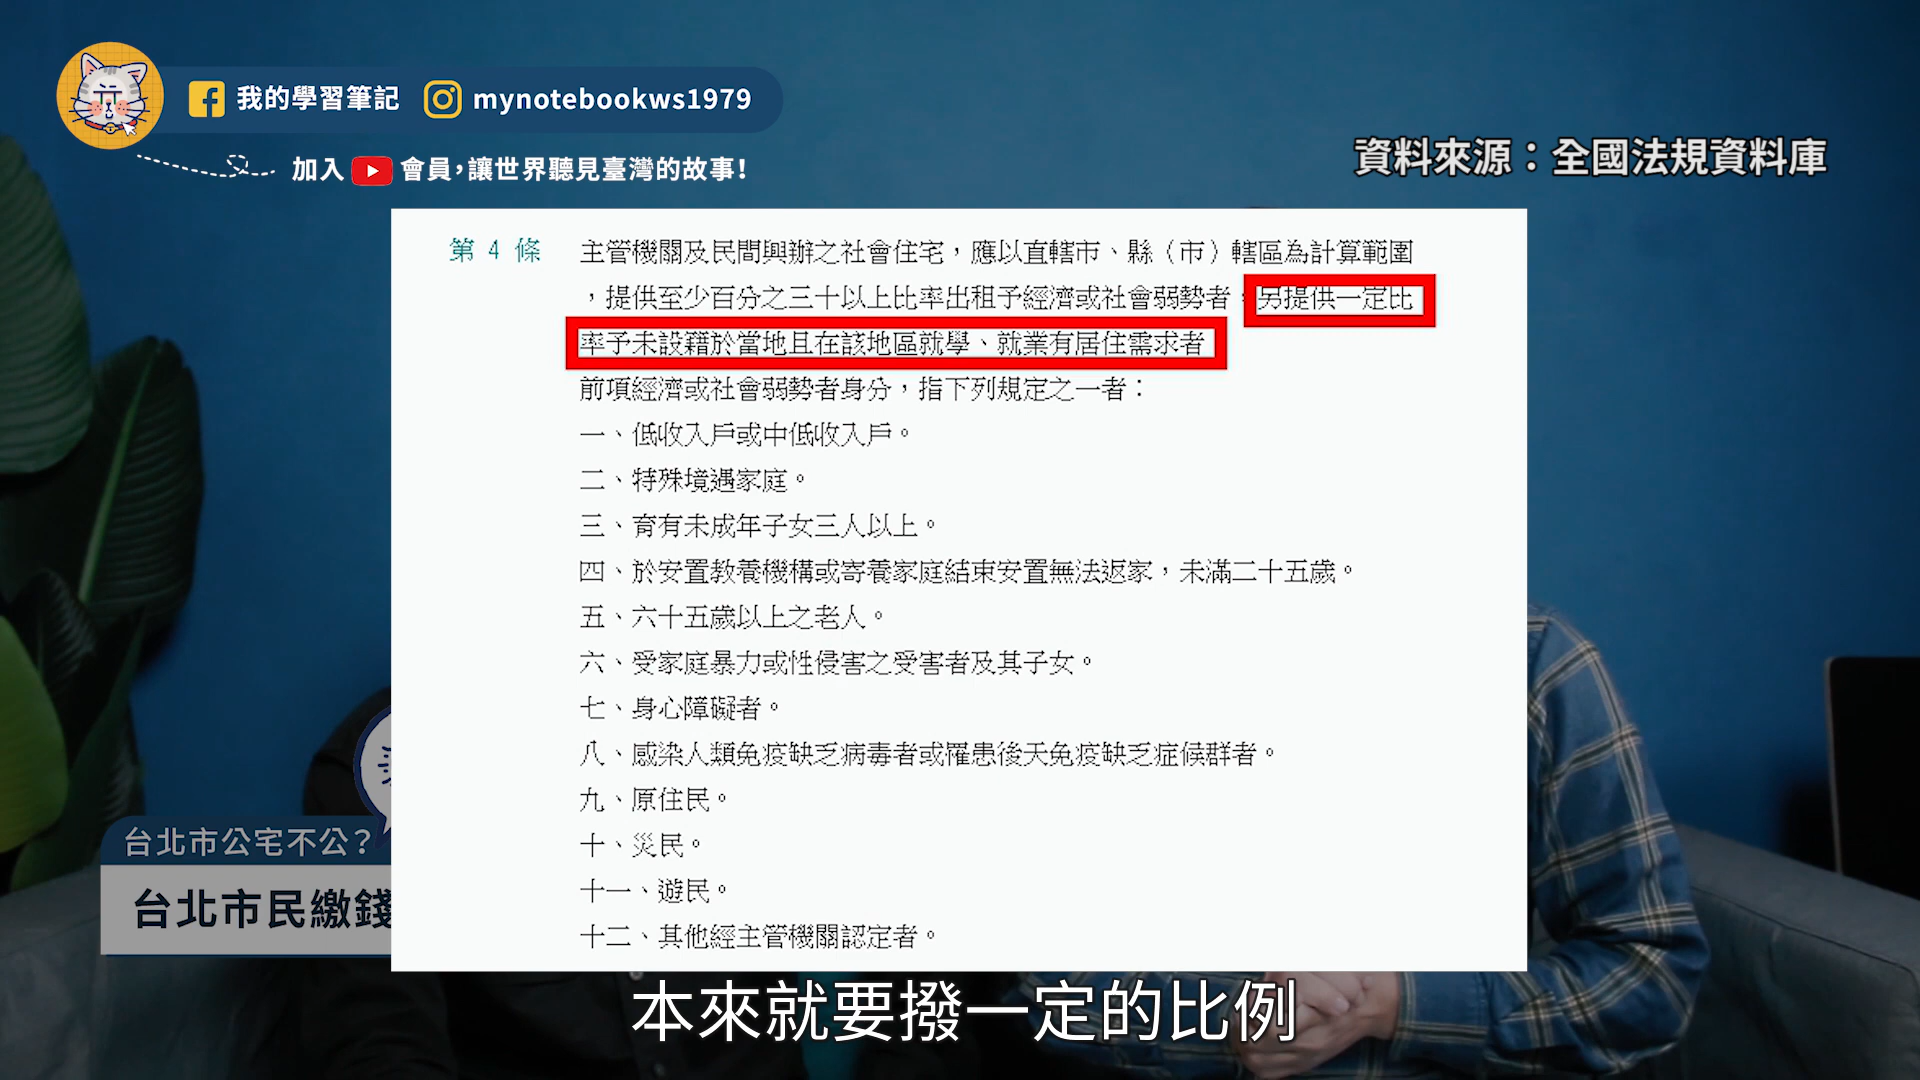 我的學習筆記 mynotebookws1979
加入 會員,讓世界聽見臺灣的故事!
資料來源：全國法規資料庫
第 4 條 主管機關及民間興辦之社會住宅，應以直轄市、縣（市）轄區為計算範圍
，提供至少百分之三十以上比率出租予經濟或社會弱勢者，另提供一定比
率予未設籍於當地且在該地區就學、就業有居住需求者
前項經濟或社會弱勢者身分，指下列規定之一者：
一、低收入戶或中低收入戶。
二、特殊境遇家庭。
三、育有未成年子女三人以上。
四、於安置教養機構或寄養家庭結束安置無法返家，未滿二十五歲。
五、六十五歲以上之老人。
六、受家庭暴力或性侵害之受害者及其子女。
七、身心障礙者。
八、感染人類免疫缺乏病毒者或罹患後天免疫缺乏症候群者。
九、原住民。
十、災民。
十一、遊民。
十二、其他經主管機關認定者。
台北市公宅不公？
台北市民繳錢
本來就要撥一定的比例